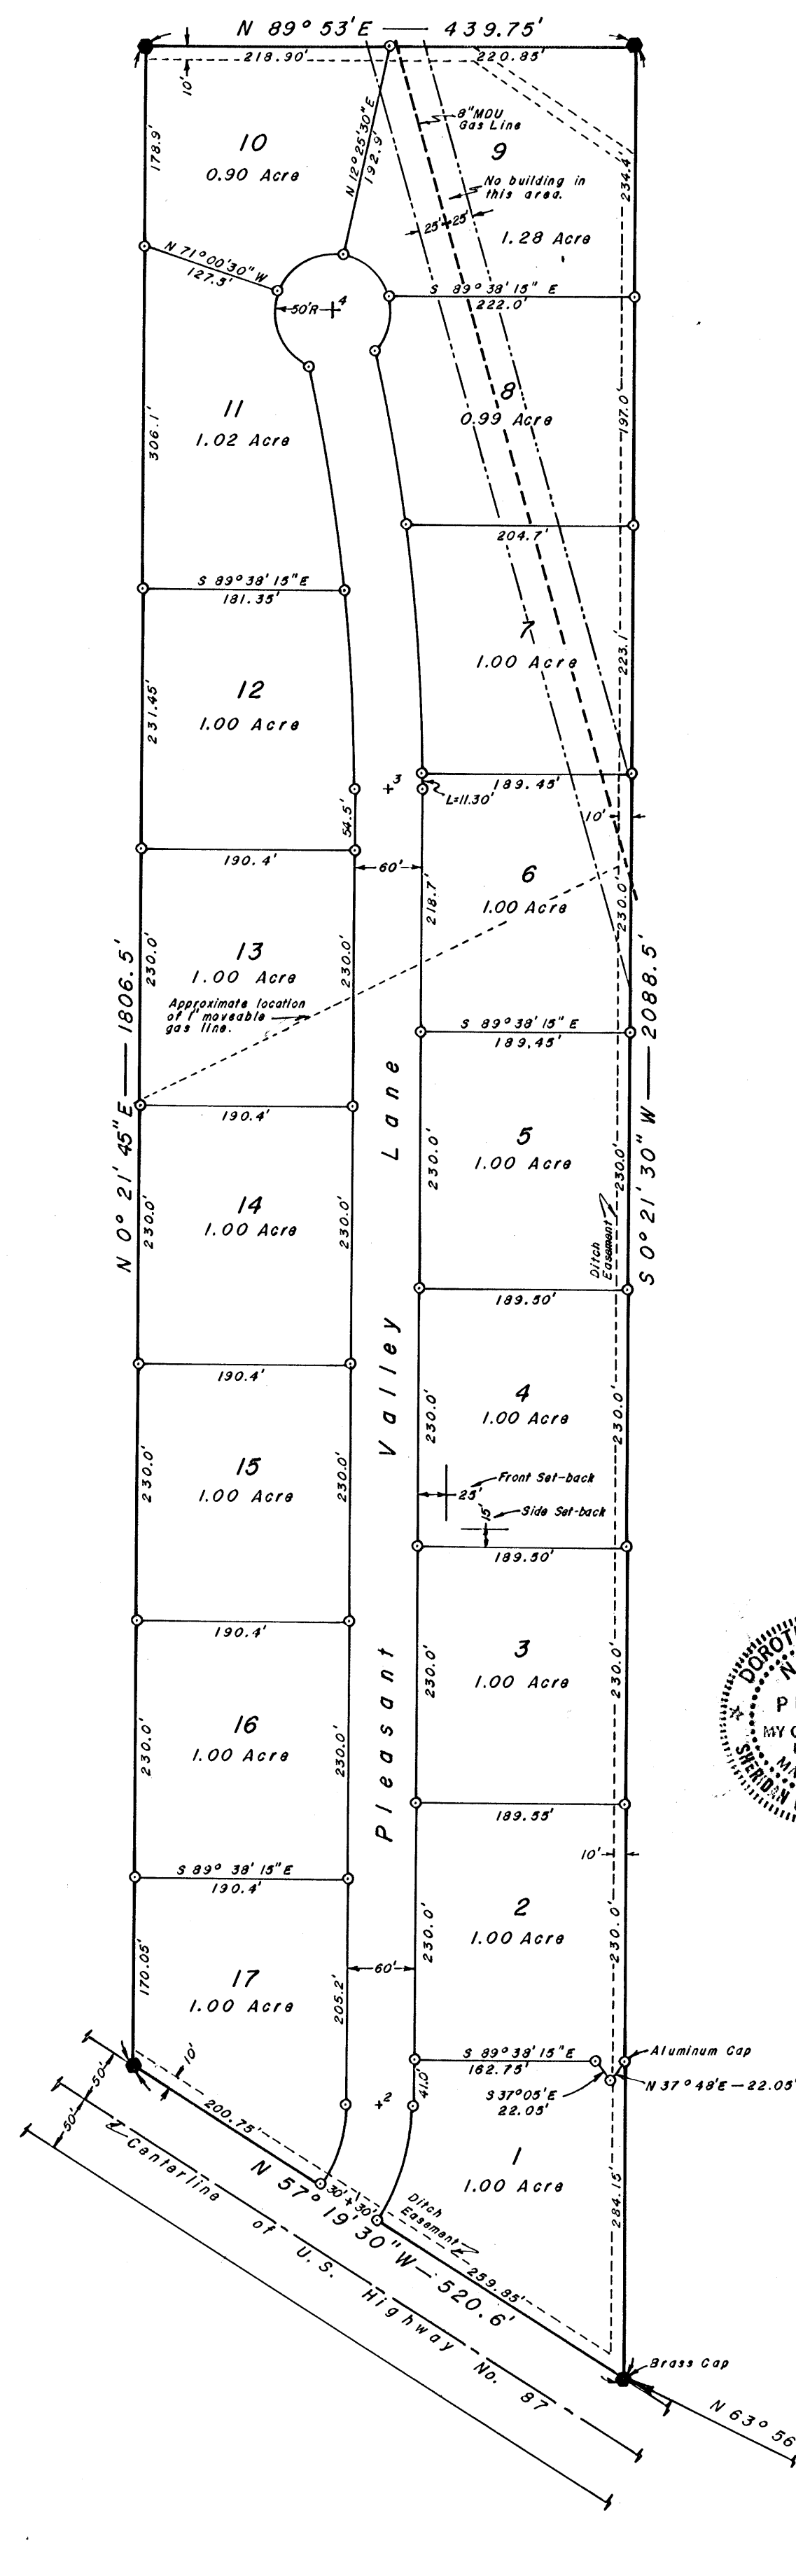 N 89° 53' E — 439.75'
218.90'
220.85'
10'
178.9'
10
0.90 Acre
N 12° 25' 30" E
192.9'
8" MDU
Gas Line
9
No building in
this area.
25' 25'
1.28 Acre
234.4'
N 71° 00' 30" W
127.5'
50'R
4
S 89° 38' 15" E
222.0'
306.1'
11
1.02 Acre
8
0.99 Acre
197.0'
204.7'
S 89° 38' 15" E
181.35'
7
1.00 Acre
223.1'
231.45'
12
1.00 Acre
3
189.45'
L=11.30'
54.5'
10'
190.4'
60'
6
1.00 Acre
218.7'
230.0'
13
1.00 Acre
230.0'
230.0'
Approximate location
of 1" moveable
gas line.
N 0° 21' 45" E — 1806.5'
S 0° 21' 30" W — 2088.5'
S 89° 38' 15" E
189.45'
190.4'
Pleasant Valley Lane
5
1.00 Acre
230.0'
230.0'
14
1.00 Acre
230.0'
230.0'
Ditch
Easement
189.50'
190.4'
4
1.00 Acre
230.0'
230.0'
15
1.00 Acre
230.0'
230.0'
Front Set-back
25'
15'
Side Set-back
189.50'
190.4'
3
1.00 Acre
230.0'
230.0'
16
1.00 Acre
230.0'
230.0'
189.55'
10'
S 89° 38' 15" E
190.4'
2
1.00 Acre
230.0'
230.0'
170.05'
17
1.00 Acre
205.2'
60'
S 89° 38' 15" E
162.75'
Aluminum Cap
S 37° 05' E
22.05'
N 37° 48' E — 22.05'
10'
50'
50'
200.75'
2
41.0'
1
1.00 Acre
284.15'
30' + 30'
Ditch
Easement
259.85'
N 57° 19' 30" W — 520.6'
Centerline of U.S. Highway No. 87
Brass Cap
N 63° 56
DOROT
N
P
MY C
MA
SHERIDAN